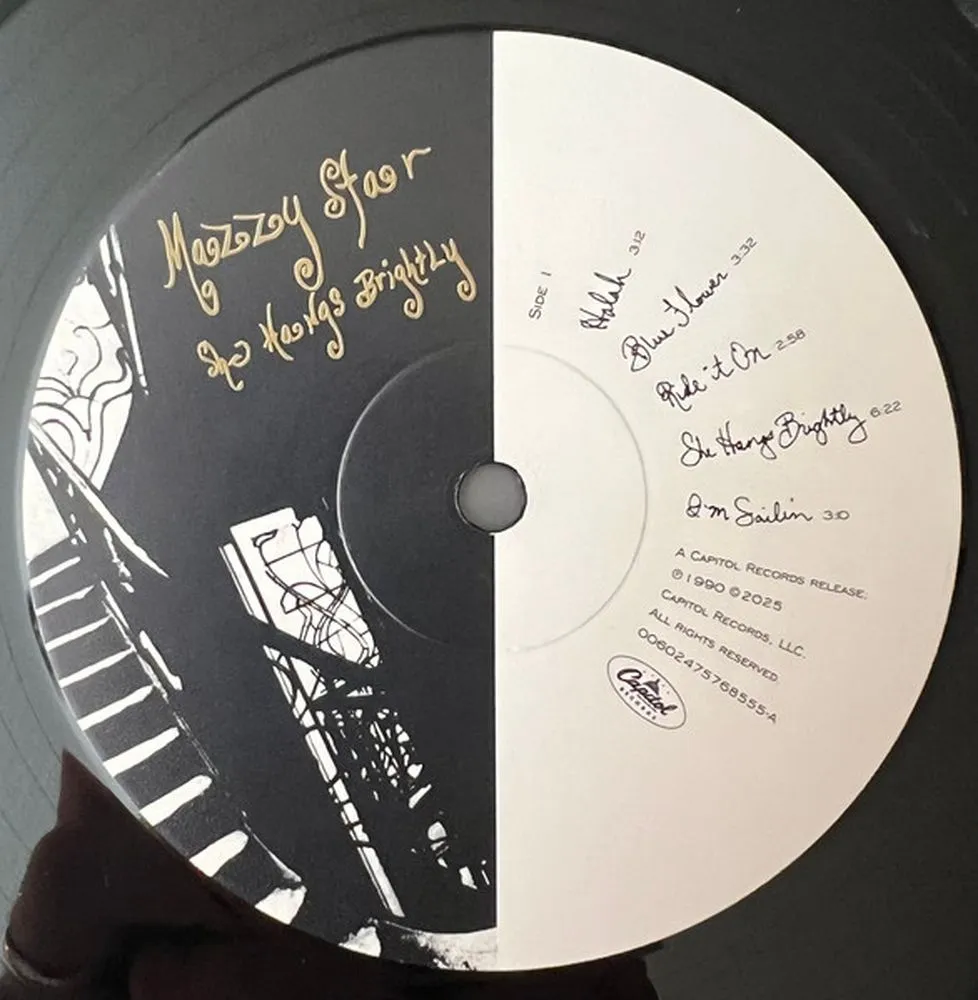 Mazzy Star
She Hangs Brightly
SIDE 1
Halah 3:12
Blue Flower 3:32
Ride it On 2:58
She Hangs Brightly 6:22
I'm Sailin 3:10
A CAPITOL RECORDS RELEASE;
℗ 1990 © 2025
CAPITOL RECORDS, LLC.
ALL RIGHTS RESERVED
00602475768555-A
Capitol
RECORDS